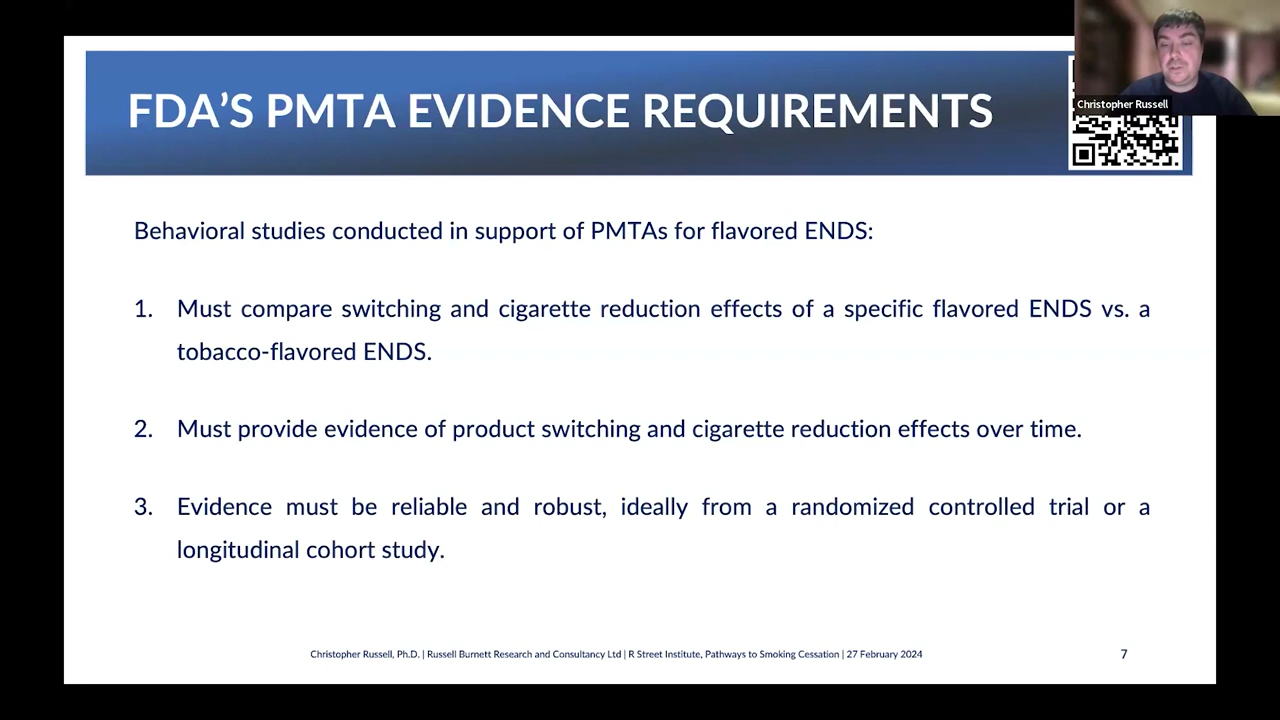 FDA'S PMTA EVIDENCE REQUIREMENTS
Christopher Russell
Behavioral studies conducted in support of PMTAs for flavored ENDS:
1. Must compare switching and cigarette reduction effects of a specific flavored ENDS vs. a
tobacco-flavored ENDS.
2. Must provide evidence of product switching and cigarette reduction effects over time.
3. Evidence must be reliable and robust, ideally from a randomized controlled trial or a
longitudinal cohort study.
Christopher Russell, Ph.D. | Russell Burnett Research and Consultancy Ltd | R Street Institute, Pathways to Smoking Cessation | 27 February 2024
7